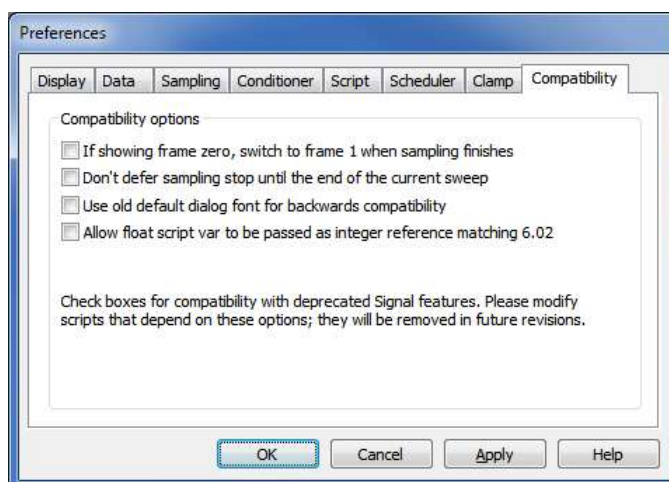 Preferences
Display Data Sampling Conditioner Script Scheduler Clamp Compatibility
Compatibility options
If showing frame zero, switch to frame 1 when sampling finishes
Don't defer sampling stop until the end of the current sweep
Use old default dialog font for backwards compatibility
Allow float script var to be passed as integer reference matching 6.02
Check boxes for compatibility with deprecated Signal features. Please modify
scripts that depend on these options; they will be removed in future revisions.
OK Cancel Apply Help